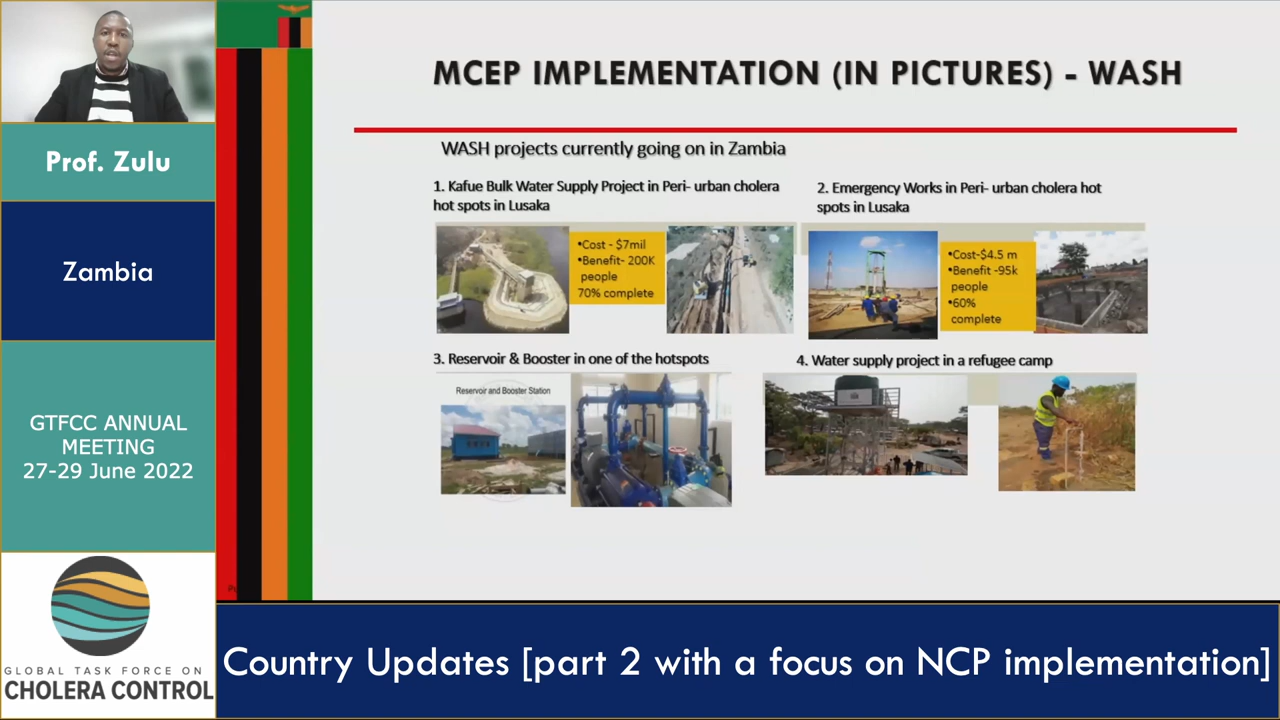 Prof. Zulu
Zambia
GTFCC ANNUAL
MEETING
27-29 June 2022
GLOBAL TASK FORCE ON
CHOLERA CONTROL
MCEP IMPLEMENTATION (IN PICTURES) - WASH
WASH projects currently going on in Zambia
1. Kafue Bulk Water Supply Project in Peri- urban cholera
hot spots in Lusaka
•Cost - $7mil
•Benefit- 200K
people
70% complete
2. Emergency Works in Peri- urban cholera hot
spots in Lusaka
•Cost-$4.5 m
•Benefit -95k
people
•60%
complete
3. Reservoir & Booster in one of the hotspots
Reservoir and Booster Station
4. Water supply project in a refugee camp
Country Updates [part 2 with a focus on NCP implementation]